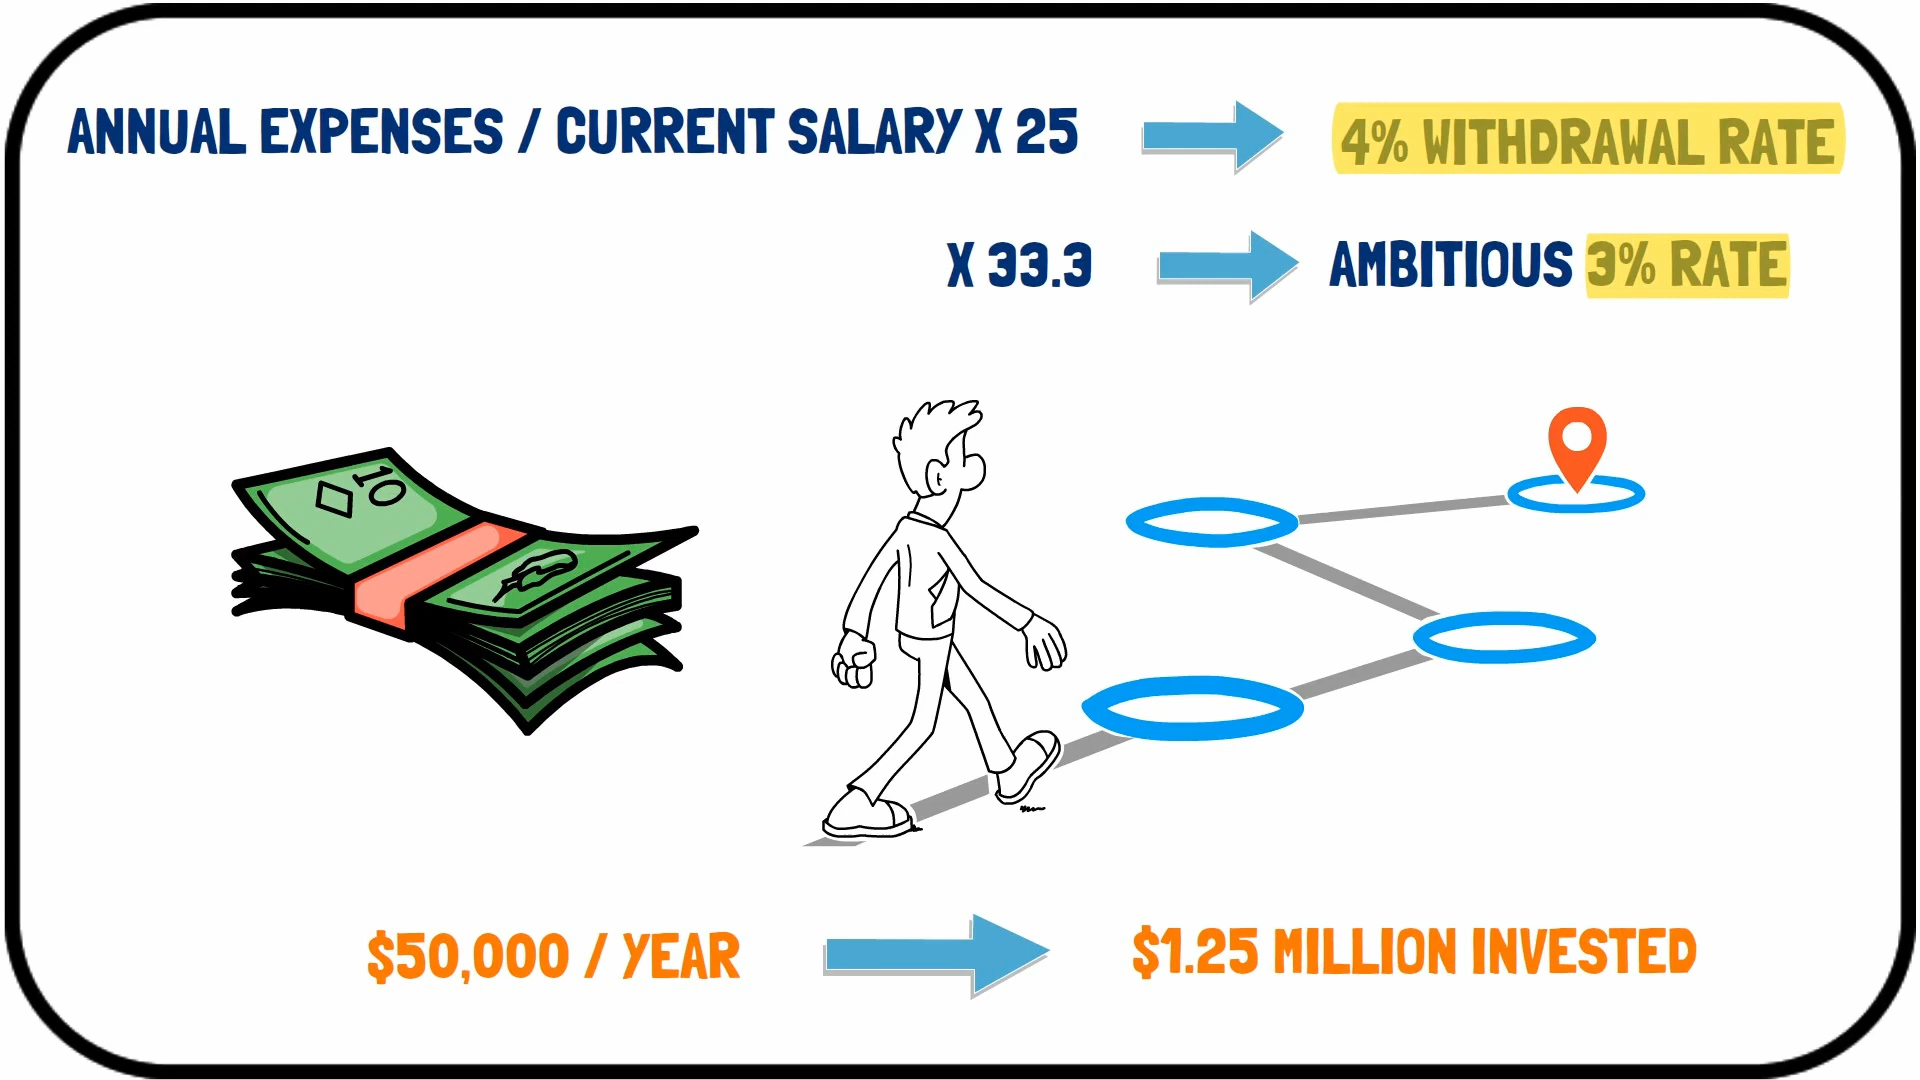 ANNUAL EXPENSES / CURRENT SALARY X 25 4% WITHDRAWAL RATE
X 33.3 AMBITIOUS 3% RATE
10
$50,000 / YEAR $1.25 MILLION INVESTED